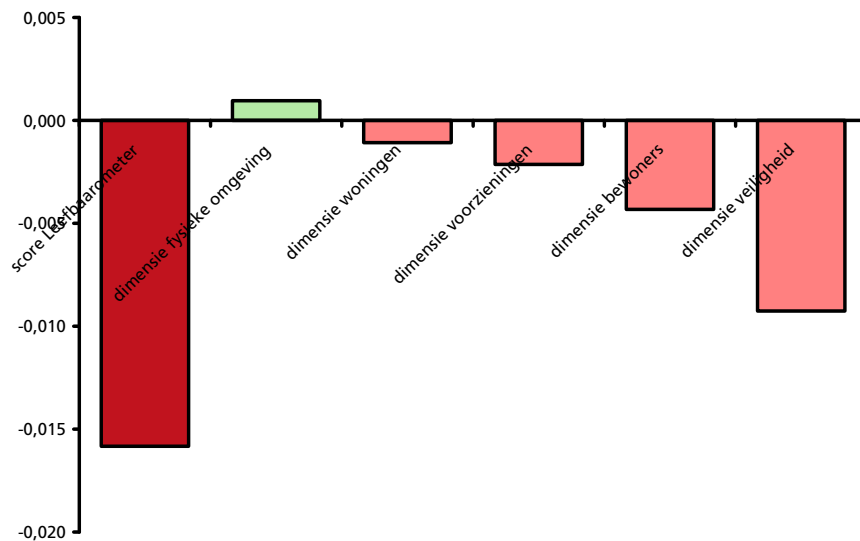 0,005
0,000
-0,005
-0,010
-0,015
-0,020
score Leefbaarometer
dimensie fysieke omgeving
dimensie woningen
dimensie voorzieningen
dimensie bewoners
dimensie veiligheid